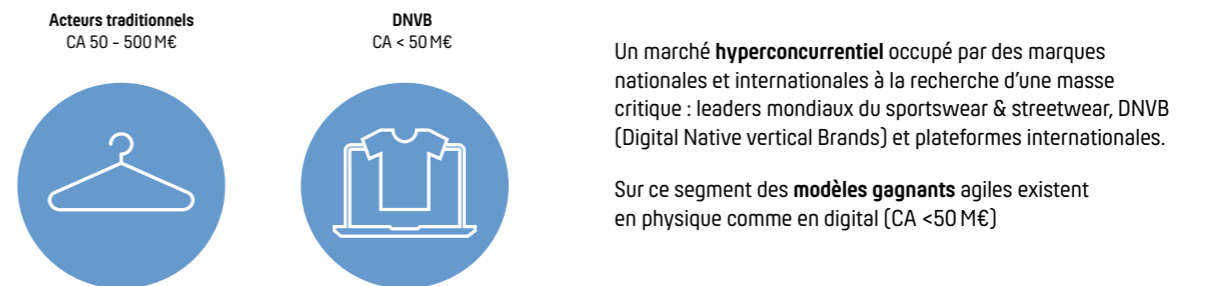 Acteurs traditionnels
CA 50 - 500 M€
DNVB
CA < 50 M€
Un marché hyperconcurrentiel occupé par des marques
nationales et internationales à la recherche d'une masse
critique : leaders mondiaux du sportswear & streetwear, DNVB
(Digital Native vertical Brands) et plateformes internationales.
Sur ce segment des modèles gagnants agiles existent
en physique comme en digital (CA <50 M€)